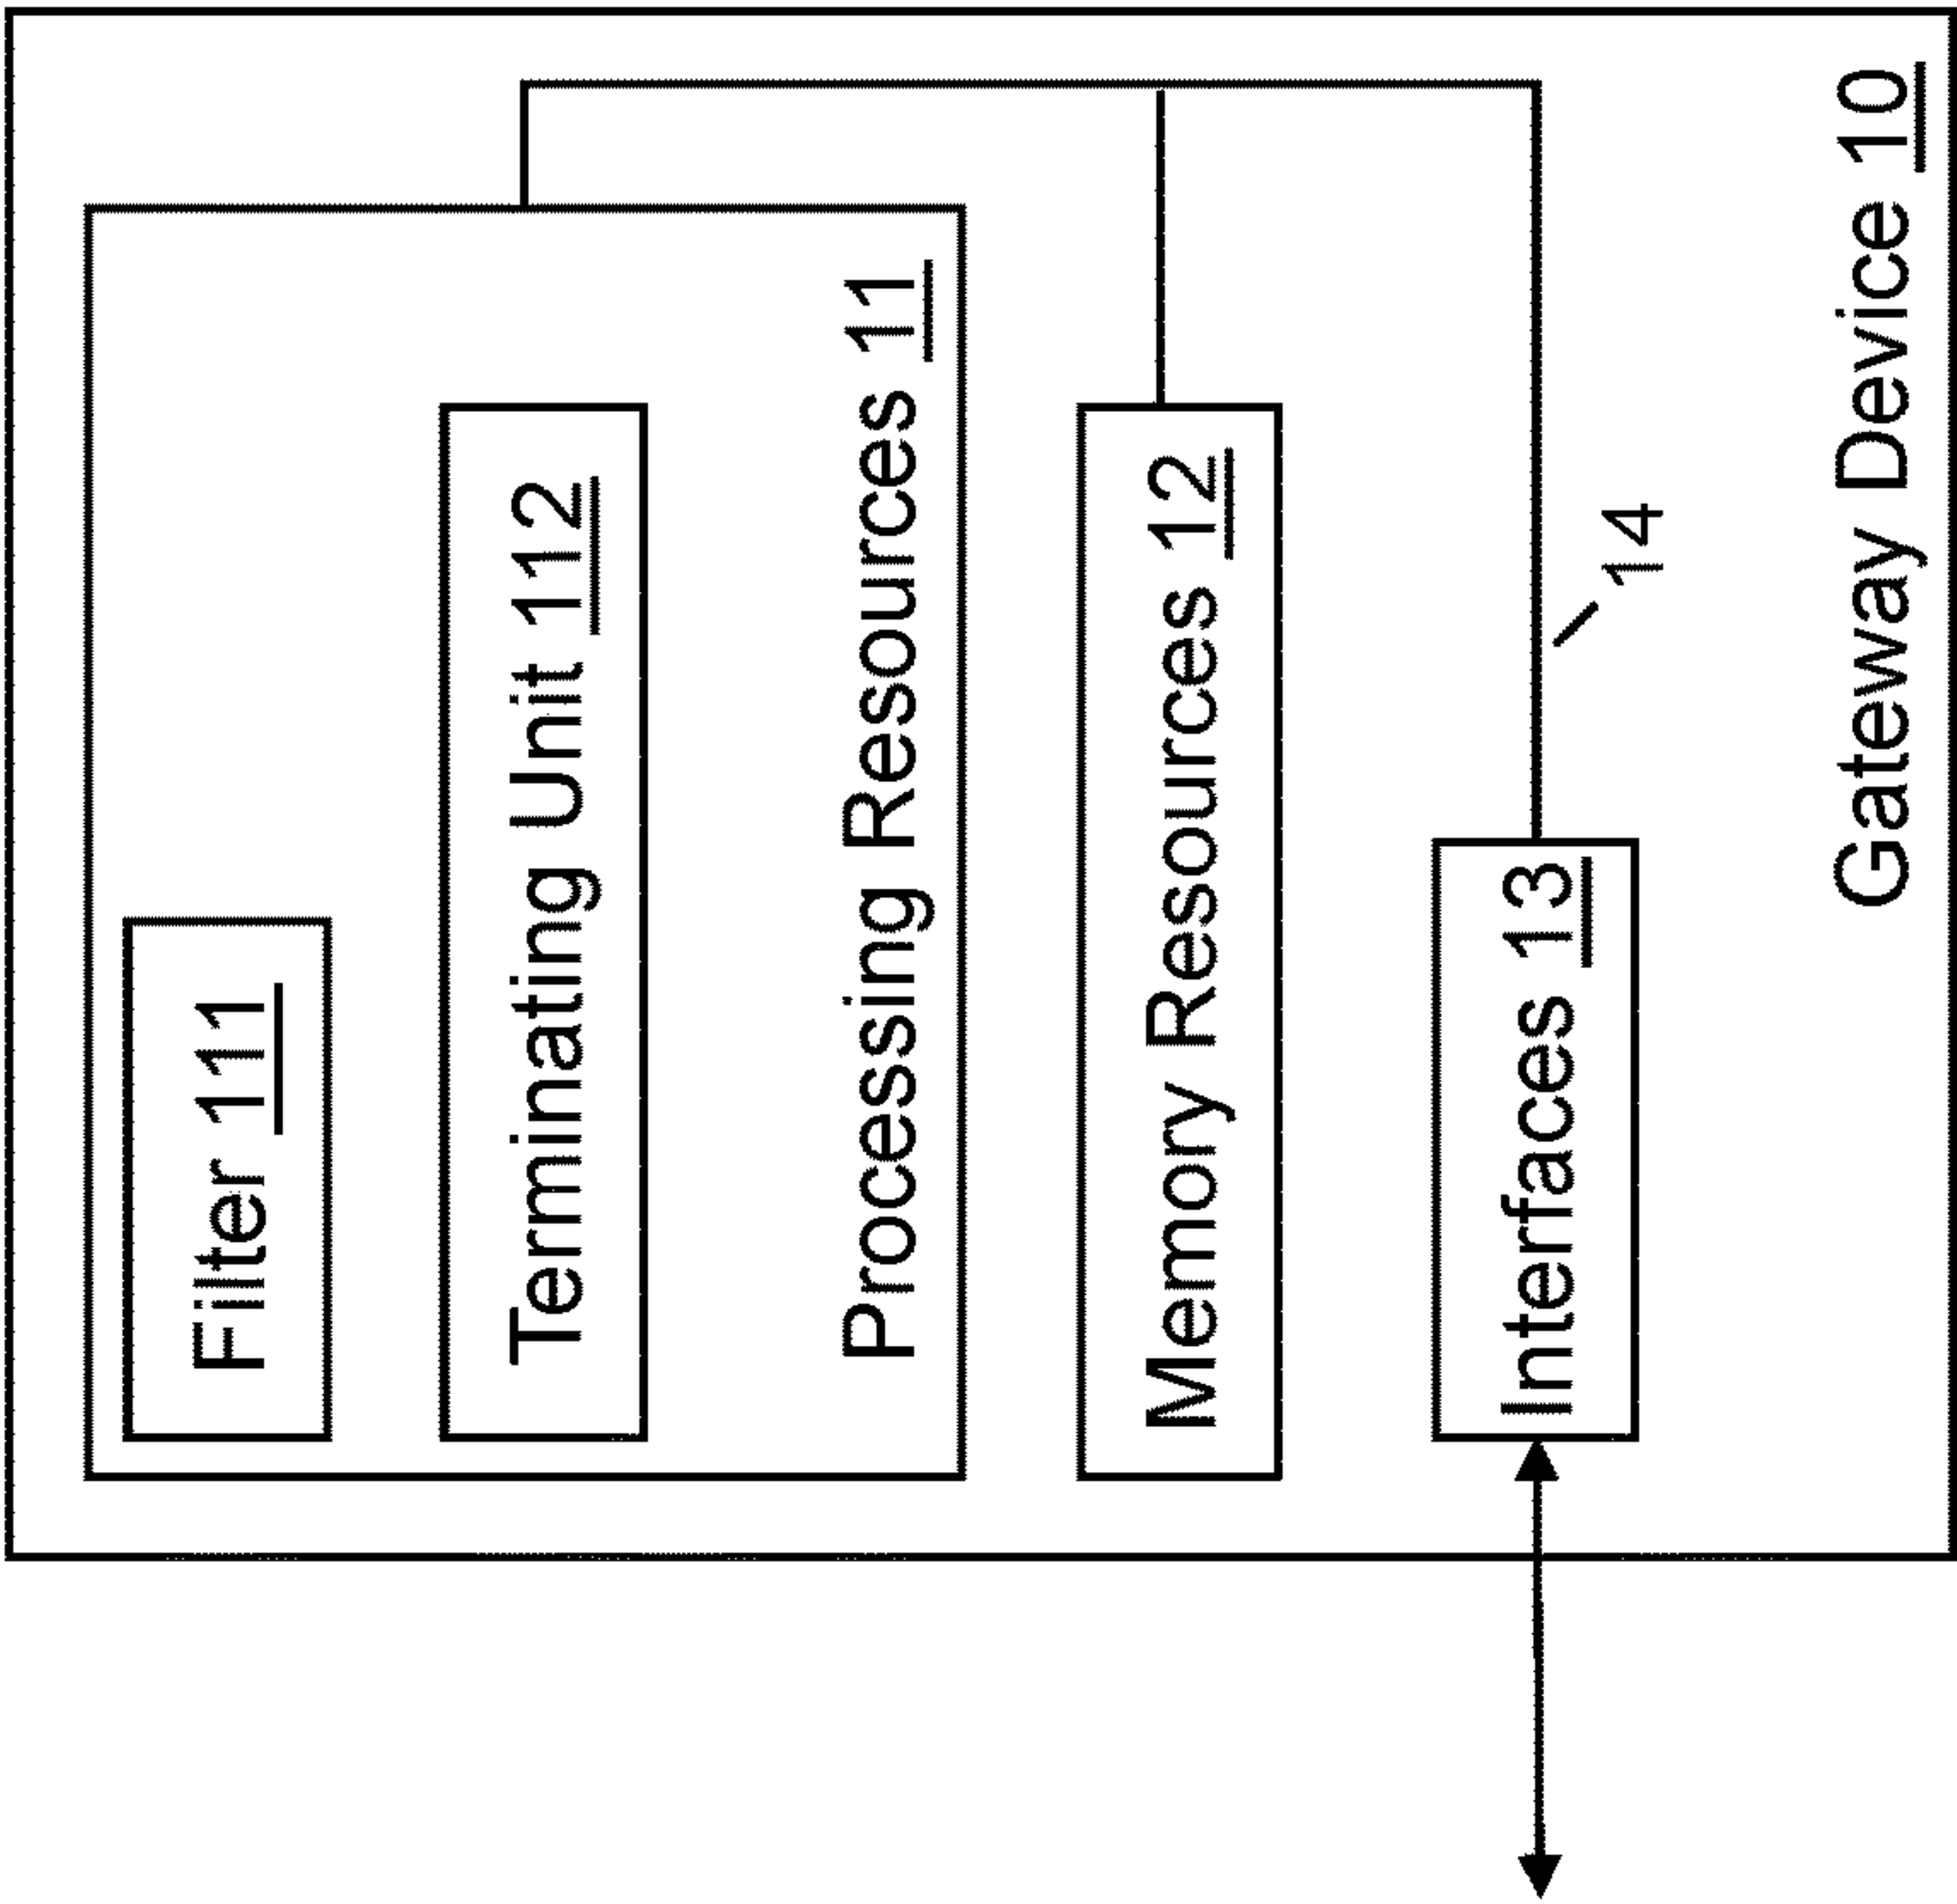 Filter 111
Terminating Unit 112
Processing Resources 11
Memory Resources 12
Interfaces 13
14
Gateway Device 10